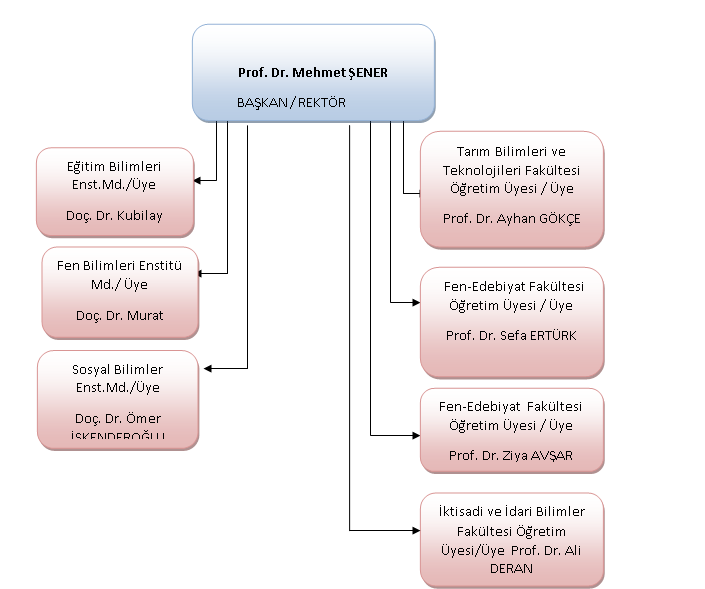 Prof. Dr. Mehmet ŞENER
BAŞKAN / REKTÖR
Eğitim Bilimleri
Enst.Md./Üye
Doç. Dr. Kubilay
Fen Bilimleri Enstitü
Md./ Üye
Doç. Dr. Murat
Sosyal Bilimler
Enst.Md./Üye
Doç. Dr. Ömer
İSKENDEROĞLU
Tarım Bilimleri ve
Teknolojileri Fakültesi
Öğretim Üyesi / Üye
Prof. Dr. Ayhan GÖKÇE
Fen-Edebiyat Fakültesi
Öğretim Üyesi / Üye
Prof. Dr. Sefa ERTÜRK
Fen-Edebiyat Fakültesi
Öğretim Üyesi / Üye
Prof. Dr. Ziya AVŞAR
İktisadi ve İdari Bilimler
Fakültesi Öğretim
Üyesi/Üye Prof. Dr. Ali
DERAN